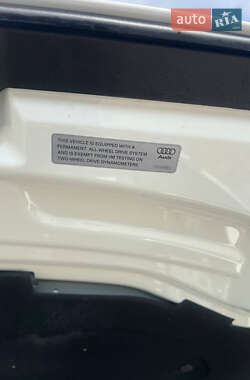 auto RIA.com
THIS VEHICLE IS EQUIPPED WITH A
PERMANENT, ALL WHEEL DRIVE SYSTEM
AND IS EXEMPT FROM I/M TESTING ON
TWO WHEEL DRIVE DYNAMOMETERS.
Audi